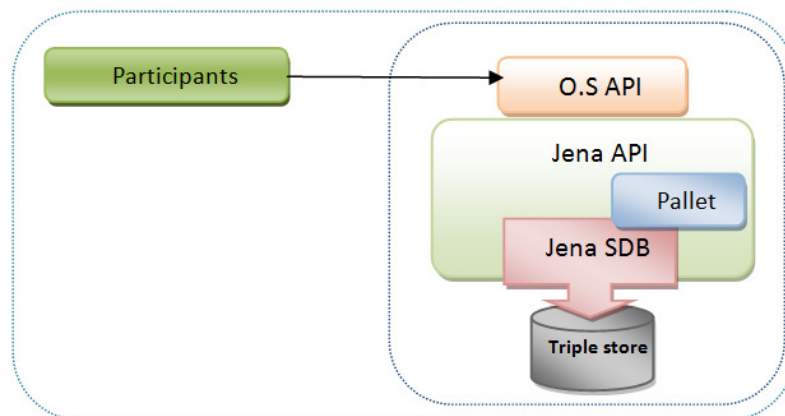 Participants
O.S API
Jena API
Pallet
Jena SDB
Triple store